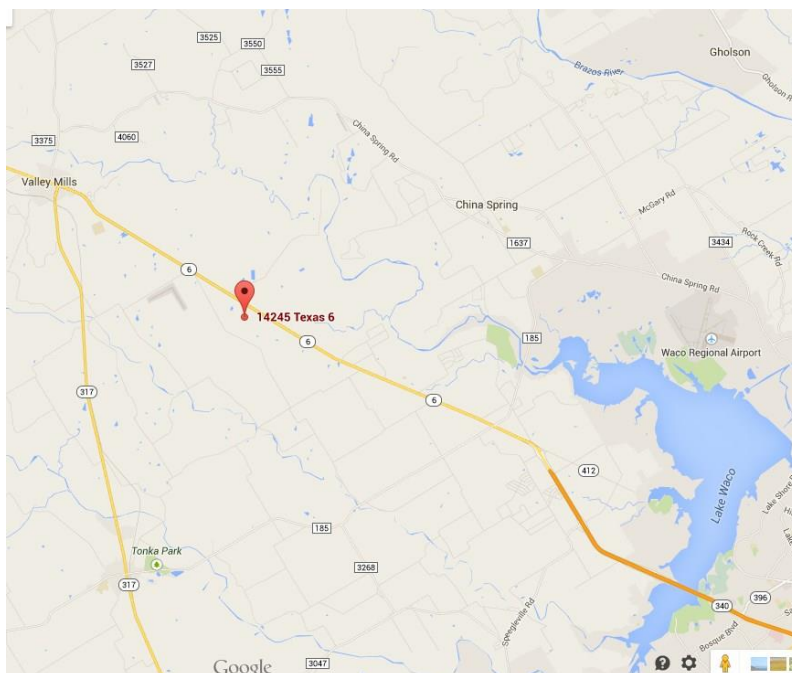 3525
3550
Gholson
3527
3555
Brazos River
Gholson R
4060
3375
China Spring Rd
Valley Mills
China Spring
McGary Rd
1637
3434
Rock Creek Rd
6
China Spring Rd
14245 Texas 6
6
185
Waco Regional Airport
317
6
412
Lake Waco
Lake Shore
185
Tonka Park
3268
317
Speegleville Rd
340
396
Bosque Blvd
Google
3047